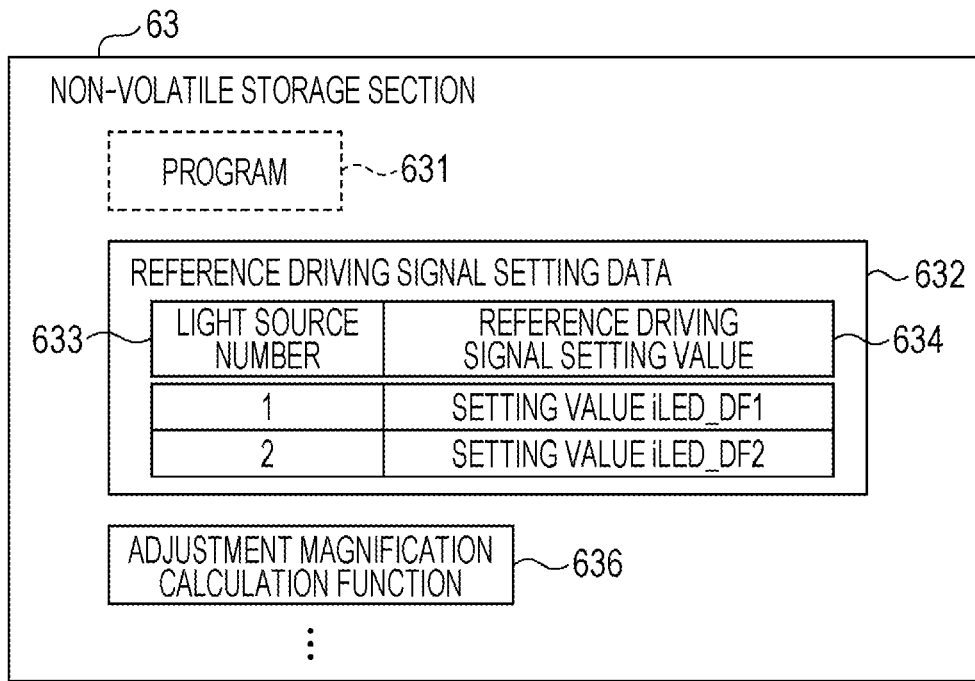 63
NON-VOLATILE STORAGE SECTION
PROGRAM
631
REFERENCE DRIVING SIGNAL SETTING DATA
632
633
LIGHT SOURCE
NUMBER
REFERENCE DRIVING
SIGNAL SETTING VALUE
634
1
SETTING VALUE iLED_DF1
2
SETTING VALUE iLED_DF2
ADJUSTMENT MAGNIFICATION
CALCULATION FUNCTION
636
⋮